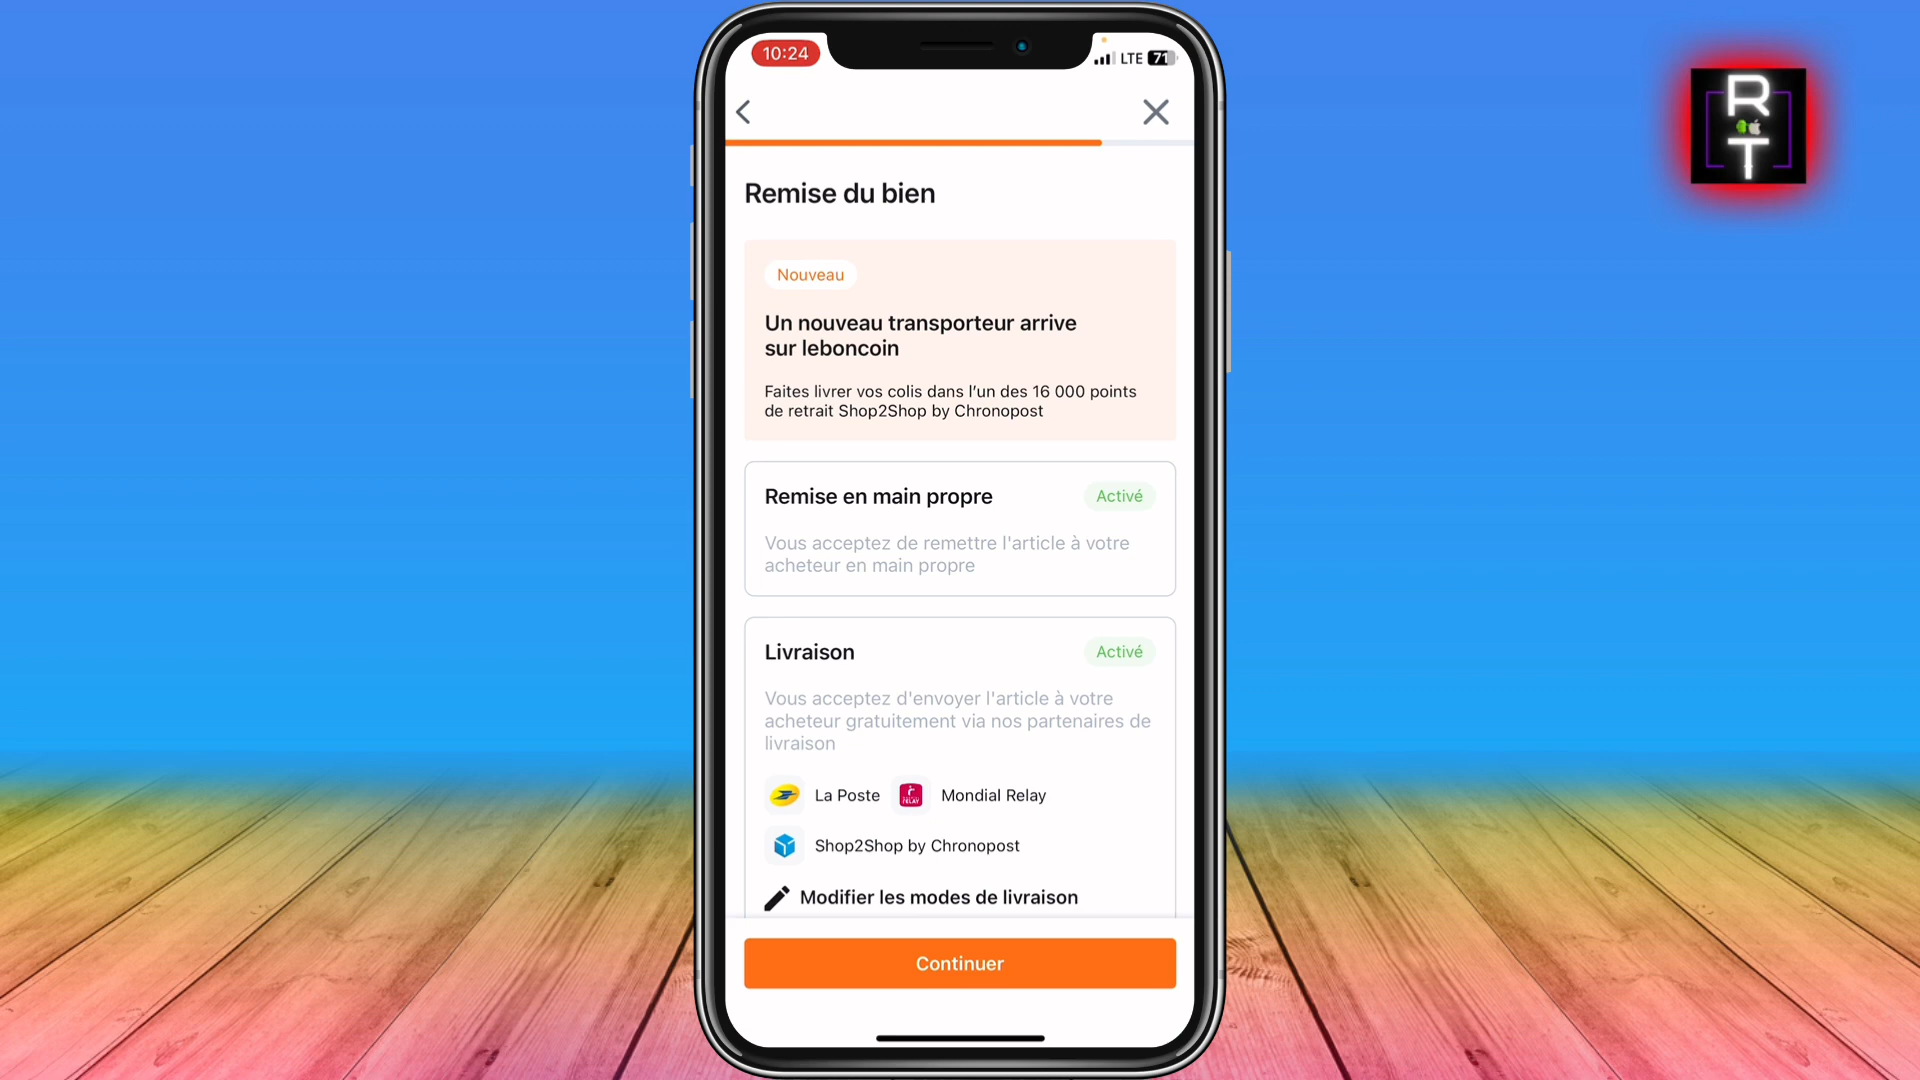 10:24
LTE 71
R
T
Remise du bien
Nouveau
Un nouveau transporteur arrive
sur leboncoin
Faites livrer vos colis dans l'un des 16 000 points
de retrait Shop2Shop by Chronopost
Remise en main propre
Activé
Vous acceptez de remettre l'article à votre
acheteur en main propre
Livraison
Activé
Vous acceptez d'envoyer l'article à votre
acheteur gratuitement via nos partenaires de
livraison
La Poste
Mondial Relay
Shop2Shop by Chronopost
Modifier les modes de livraison
Continuer